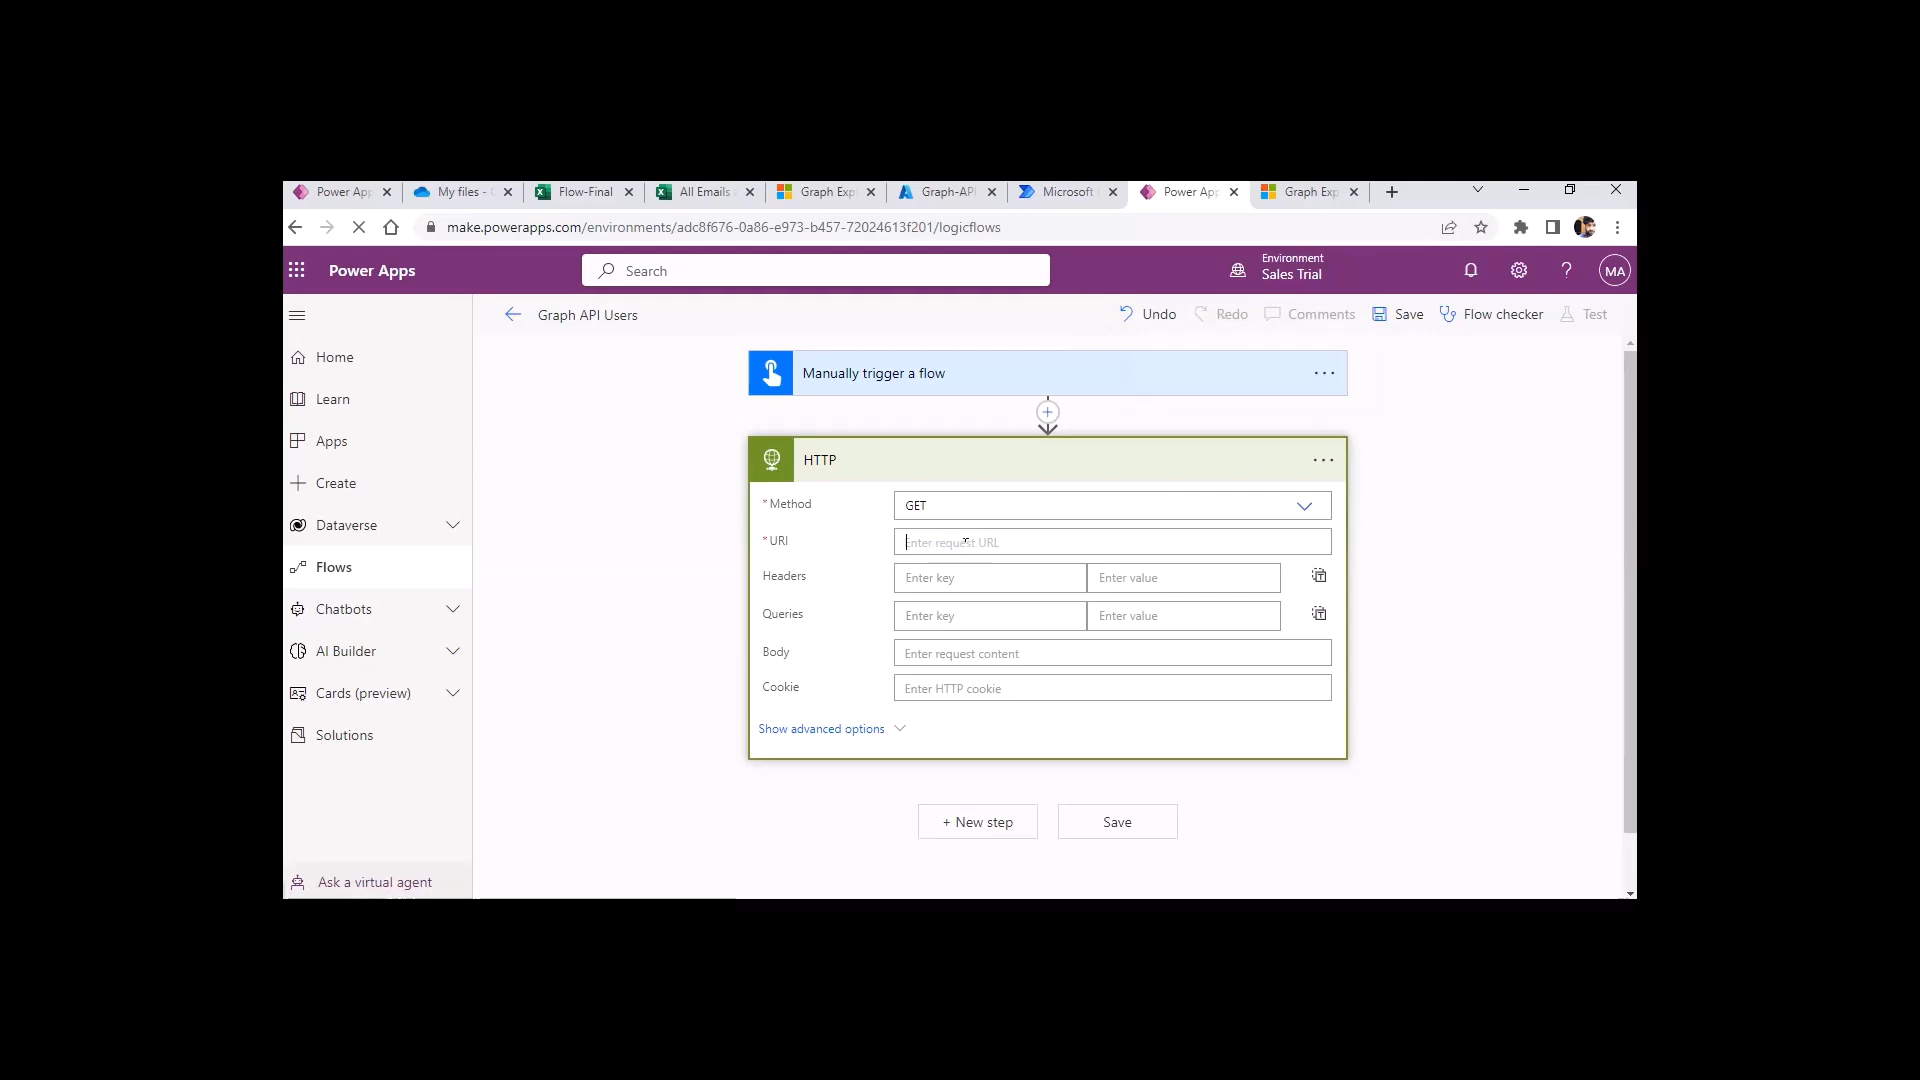 Power App
My files -
Flow-Final
All Emails
Graph Exp
Graph-API
Microsoft
Power App
Graph Exp
make.powerapps.com/environments/adc8f676-0a86-e973-b457-72024613f201/logicflows
Power Apps
Search
Environment
Sales Trial
MA
Graph API Users
Undo
Redo
Comments
Save
Flow checker
Test
Home
Learn
Apps
Create
Dataverse
Flows
Chatbots
AI Builder
Cards (preview)
Solutions
Ask a virtual agent
Manually trigger a flow
HTTP
* Method
GET
* URI
Enter request URL
Headers
Enter key
Enter value
Queries
Enter key
Enter value
Body
Enter request content
Cookie
Enter HTTP cookie
Show advanced options
+ New step
Save